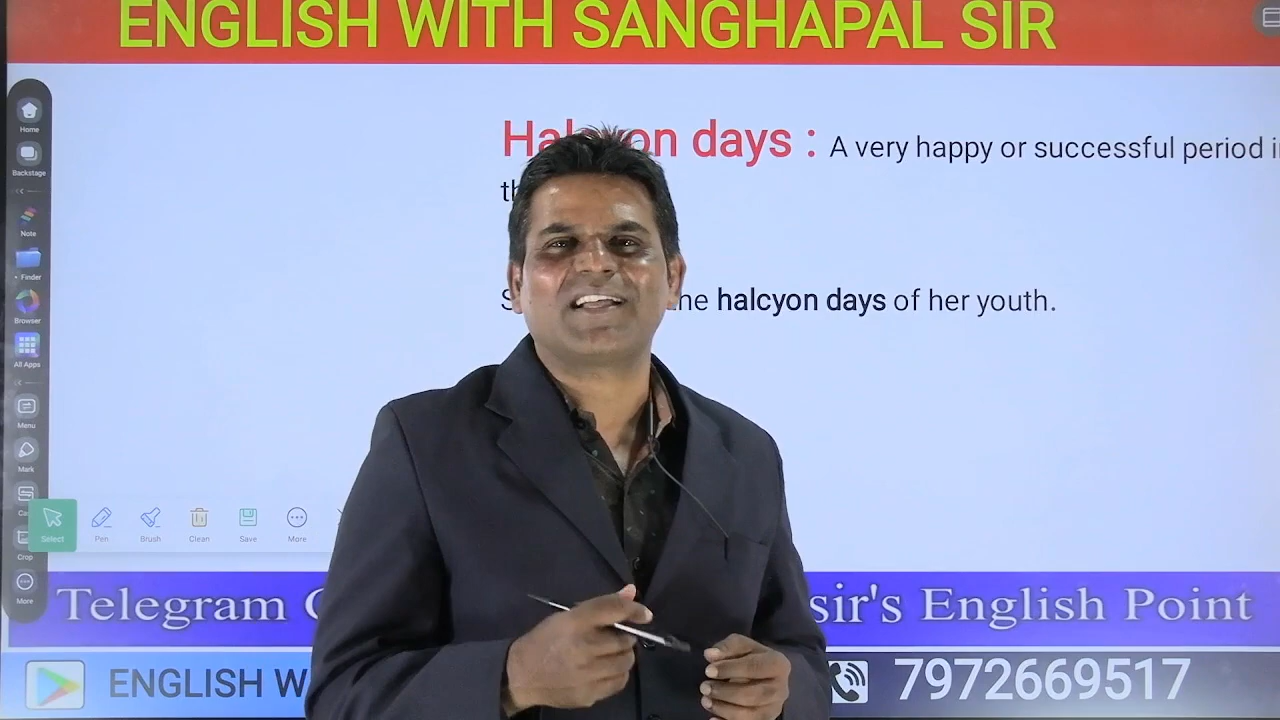 ENGLISH WITH SANGHAPAL SIR
Halcyon days : A very happy or successful period
the halcyon days of her youth.
Home
Backstage
Note
Finder
Browser
All Apps
Menu
Mark
Crop
More
Select
Pen
Brush
Clean
Save
More
Telegram sir's English Point
ENGLISH 7972669517